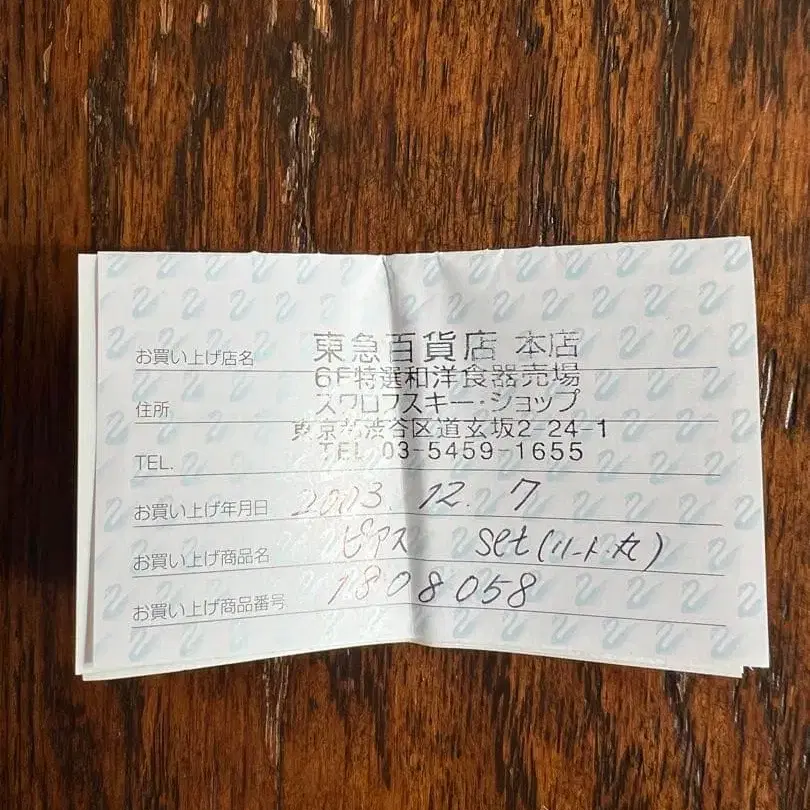 お買い上げ店名 東急百貨店 本店
6F特選和洋食器売場
住所 スワロフスキー・ショップ
東京都渋谷区道玄坂2-24-1
TEL. TEL 03-5459-1655
お買い上げ年月日 2003. 12. 7
お買い上げ商品名 ピアス set(ハート・丸)
お買い上げ商品番号 1808058